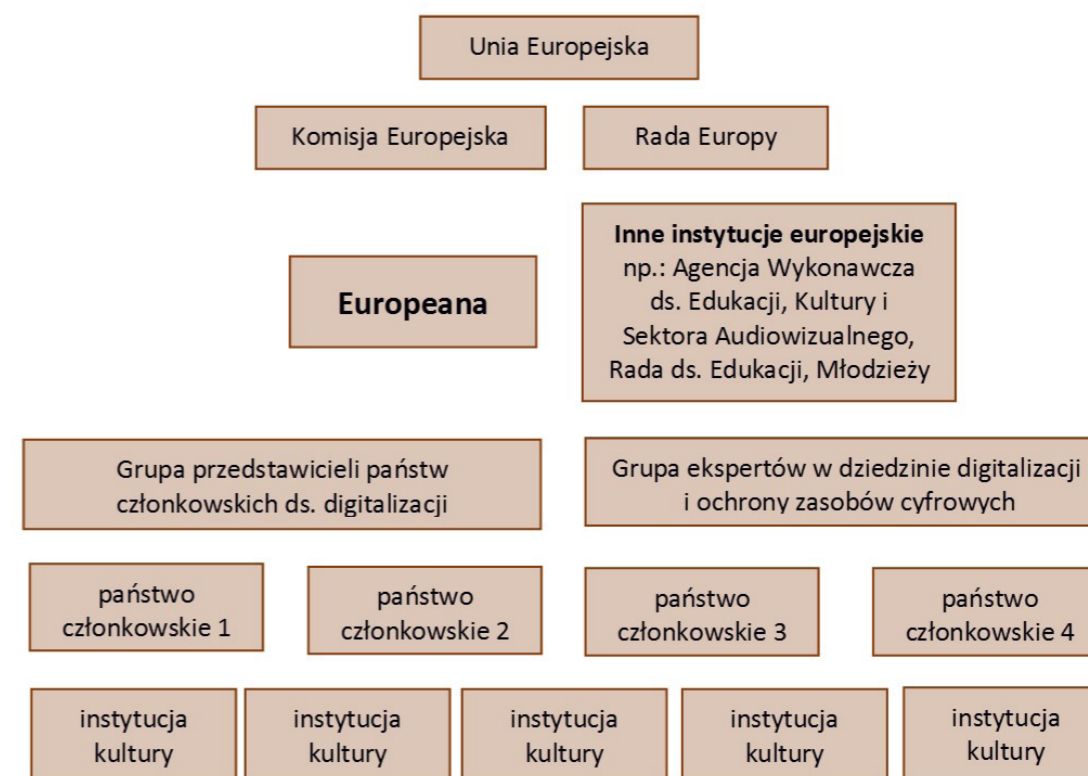 Unia Europejska
Komisja Europejska
Rada Europy
Inne instytucje europejskie
np.: Agencja Wykonawcza
ds. Edukacji, Kultury i
Sektora Audiowizualnego,
Rada ds. Edukacji, Młodzieży
Europeana
Grupa przedstawicieli państw
członkowskich ds. digitalizacji
Grupa ekspertów w dziedzinie digitalizacji
i ochrony zasobów cyfrowych
państwo
członkowskie 1
państwo
członkowskie 2
państwo
członkowskie 3
państwo
członkowskie 4
instytucja
kultury
instytucja
kultury
instytucja
kultury
instytucja
kultury
instytucja
kultury